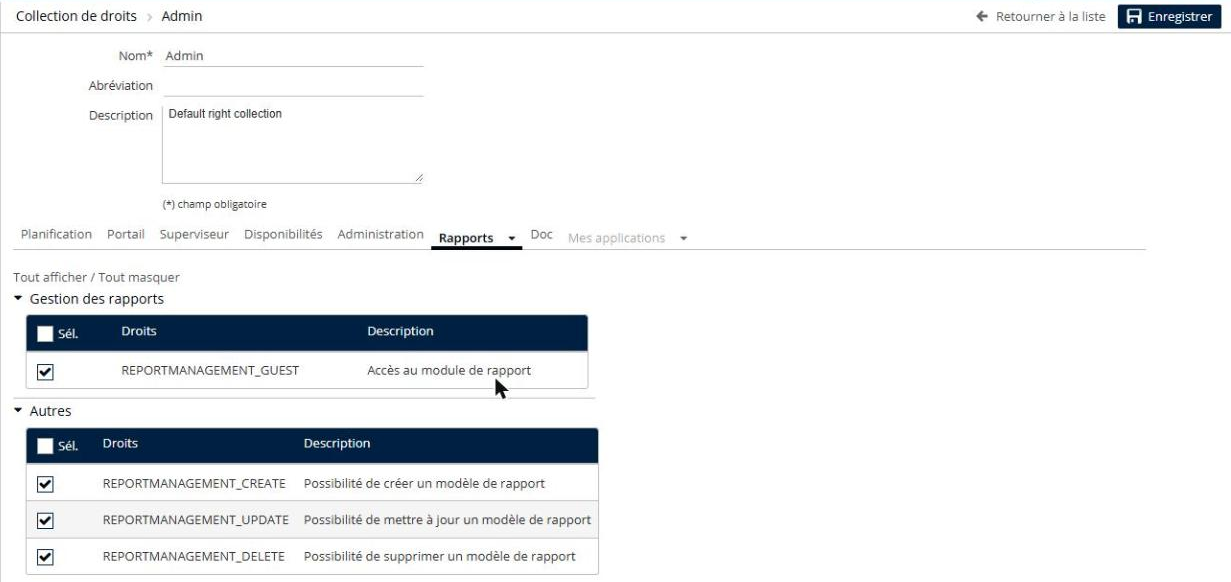 Collection de droits › Admin
Retourner à la liste
Enregistrer
Nom* Admin
Abréviation
Description Default right collection
(*) champ obligatoire
Planification Portail Superviseur Disponibilités Administration Rapports Doc Mes applications
Tout afficher / Tout masquer
Gestion des rapports
Sél. Droits Description
REPORTMANAGEMENT_GUEST Accès au module de rapport
Autres
Sél. Droits Description
REPORTMANAGEMENT_CREATE Possibilité de créer un modèle de rapport
REPORTMANAGEMENT_UPDATE Possibilité de mettre à jour un modèle de rapport
REPORTMANAGEMENT_DELETE Possibilité de supprimer un modèle de rapport